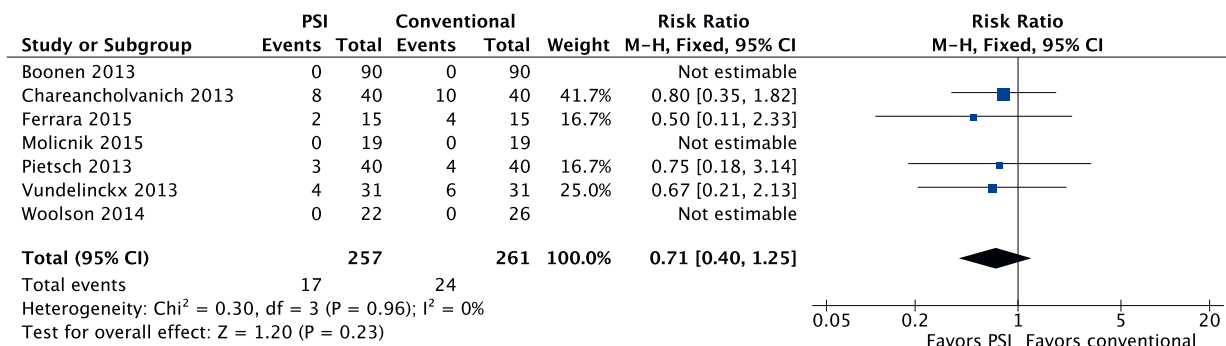 PSI Conventional Risk Ratio Risk Ratio
Study or Subgroup Events Total Events Total Weight M-H, Fixed, 95% CI M-H, Fixed, 95% CI
Boonen 2013 0 90 0 90 Not estimable
Chareancholvanich 2013 8 40 10 40 41.7% 0.80 [0.35, 1.82]
Ferrara 2015 2 15 4 15 16.7% 0.50 [0.11, 2.33]
Molicnik 2015 0 19 0 19 Not estimable
Pietsch 2013 3 40 4 40 16.7% 0.75 [0.18, 3.14]
Vundelinckx 2013 4 31 6 31 25.0% 0.67 [0.21, 2.13]
Woolson 2014 0 22 0 26 Not estimable
Total (95% CI) 257 261 100.0% 0.71 [0.40, 1.25]
Total events 17 24
Heterogeneity: Chi² = 0.30, df = 3 (P = 0.96); I² = 0%
Test for overall effect: Z = 1.20 (P = 0.23)
0.05 0.2 1 5 20
Favors PSI Favors conventional